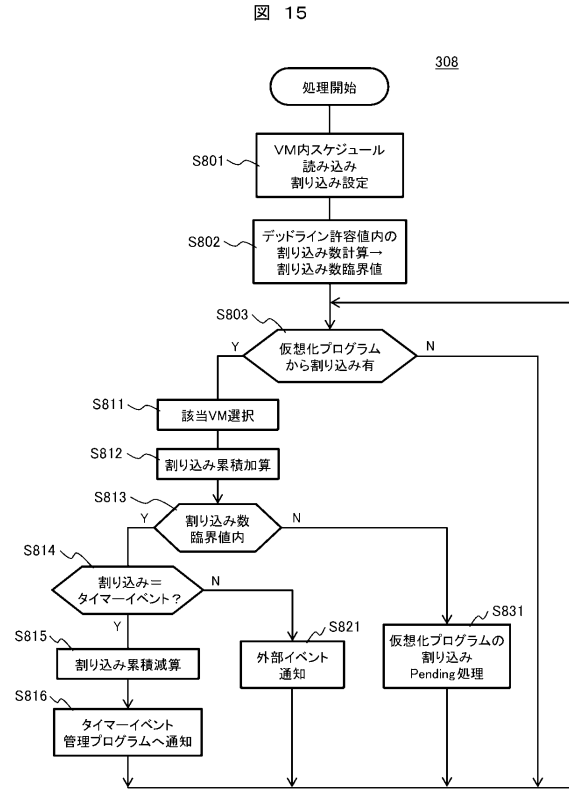 図 15
308
処理開始
S801
VM内スケジュール
読み込み
割り込み設定
S802
デッドライン許容値内の
割り込み数計算→
割り込み数臨界値
S803
仮想化プログラム
から割り込み有
Y
N
S811
該当VM選択
S812
割り込み累積加算
S813
割り込み数
臨界値内
Y
N
S814
割り込み＝
タイマーイベント？
N
Y
S815
割り込み累積減算
S816
タイマーイベント
管理プログラムへ通知
S821
外部イベント
通知
S831
仮想化プログラムの
割り込み
Pending処理